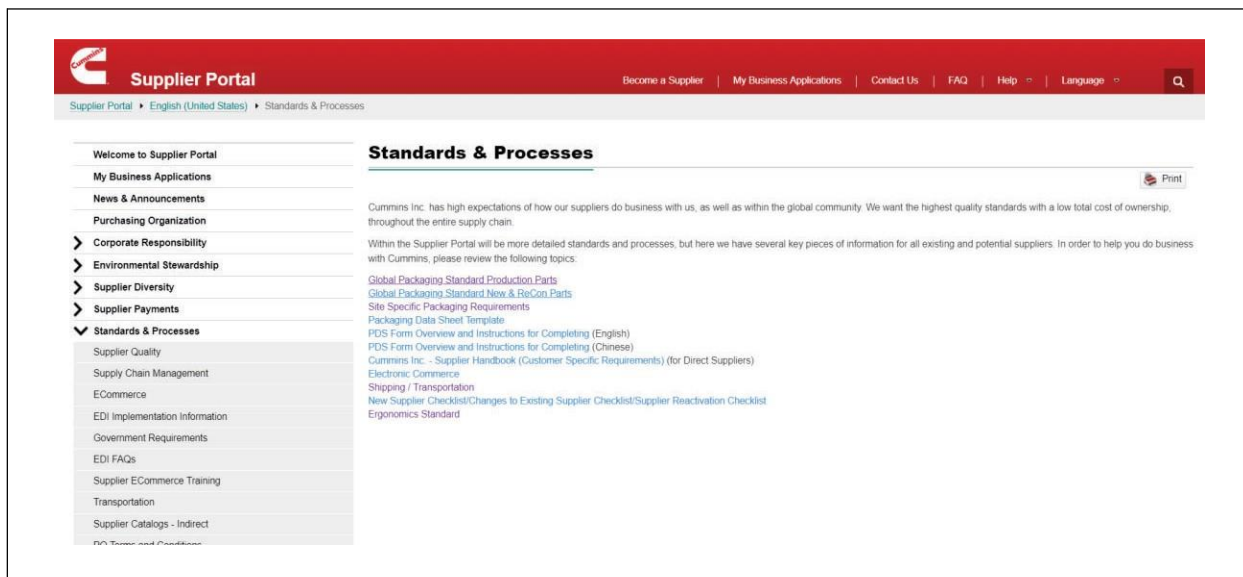 Cummins
Supplier Portal
Become a Supplier | My Business Applications | Contact Us | FAQ | Help | Language
Supplier Portal ▸ English (United States) ▸ Standards & Processes
Welcome to Supplier Portal
My Business Applications
News & Announcements
Purchasing Organization
Corporate Responsibility
Environmental Stewardship
Supplier Diversity
Supplier Payments
Standards & Processes
Supplier Quality
Supply Chain Management
ECommerce
EDI Implementation Information
Government Requirements
EDI FAQs
Supplier ECommerce Training
Transportation
Supplier Catalogs - Indirect
PO Terms and Conditions
Standards & Processes
Print
Cummins Inc. has high expectations of how our suppliers do business with us, as well as within the global community. We want the highest quality standards with a low total cost of ownership,
throughout the entire supply chain.
Within the Supplier Portal will be more detailed standards and processes, but here we have several key pieces of information for all existing and potential suppliers. In order to help you do business
with Cummins, please review the following topics:
Global Packaging Standard Production Parts
Global Packaging Standard New & ReCon Parts
Site Specific Packaging Requirements
Packaging Data Sheet Template
PDS Form Overview and Instructions for Completing (English)
PDS Form Overview and Instructions for Completing (Chinese)
Cummins Inc. - Supplier Handbook (Customer Specific Requirements) (for Direct Suppliers)
Electronic Commerce
Shipping / Transportation
New Supplier Checklist/Changes to Existing Supplier Checklist/Supplier Reactivation Checklist
Ergonomics Standard